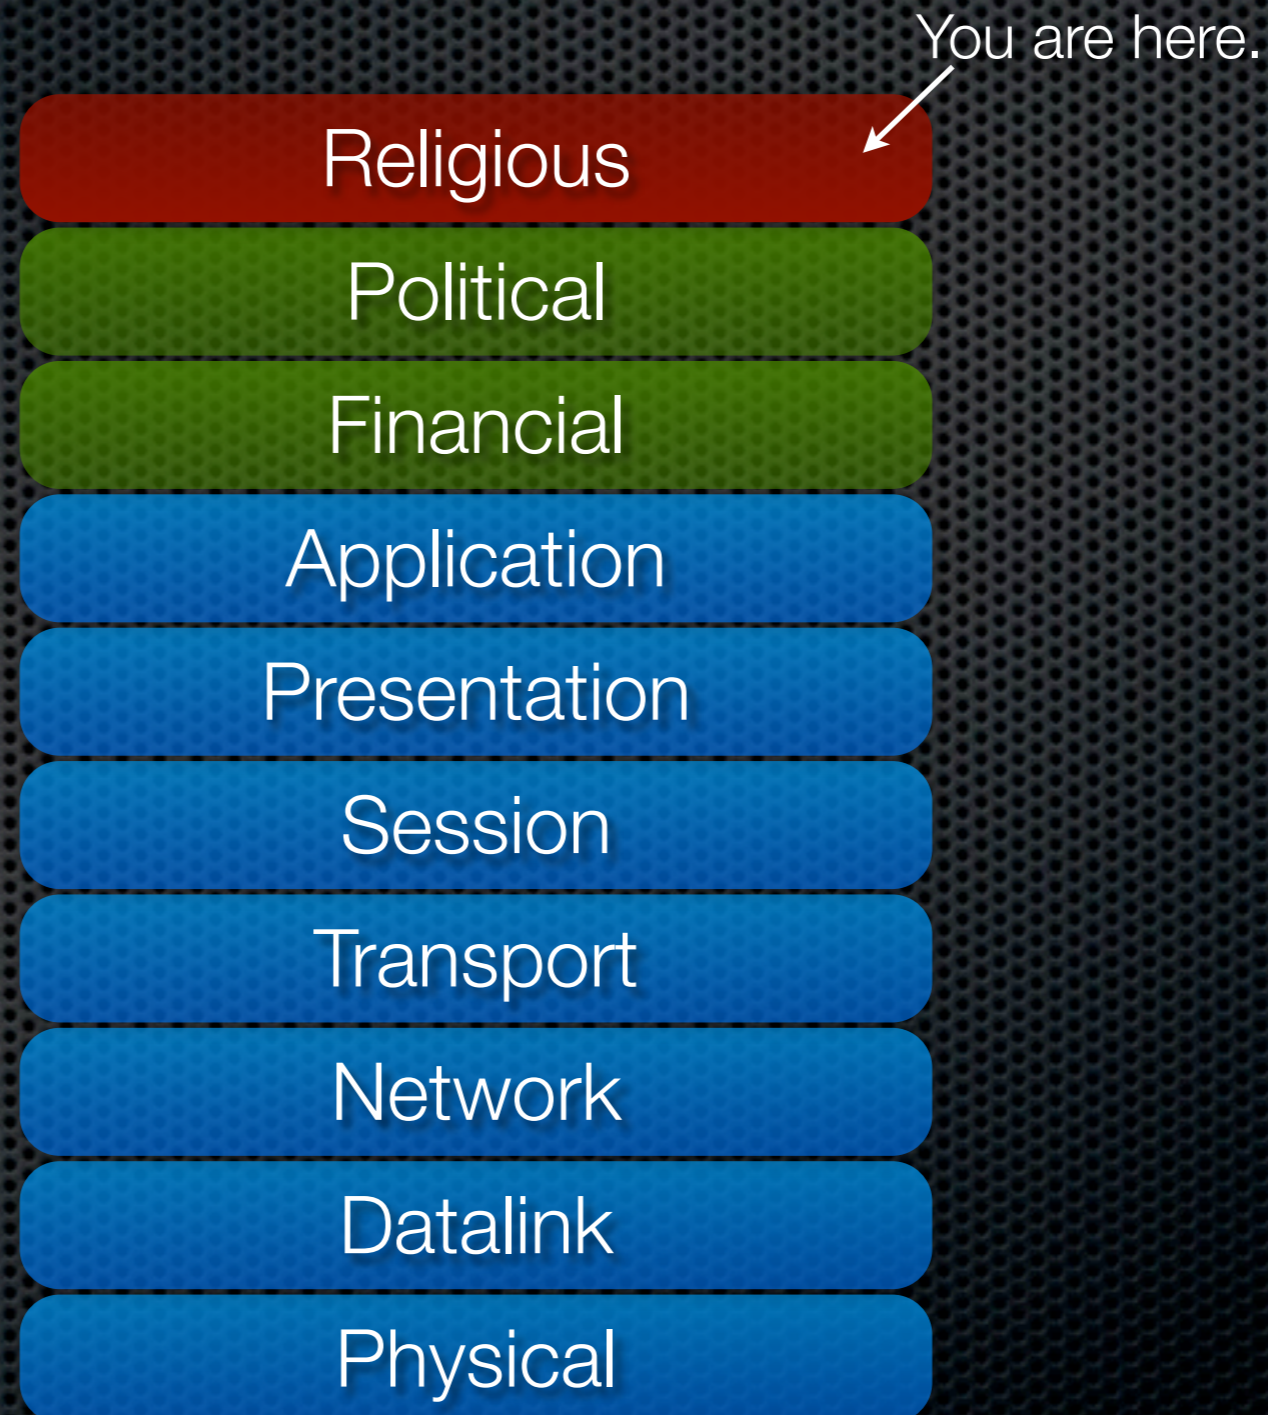 You are here.
Religious
Political
Financial
Application
Presentation
Session
Transport
Network
Datalink
Physical